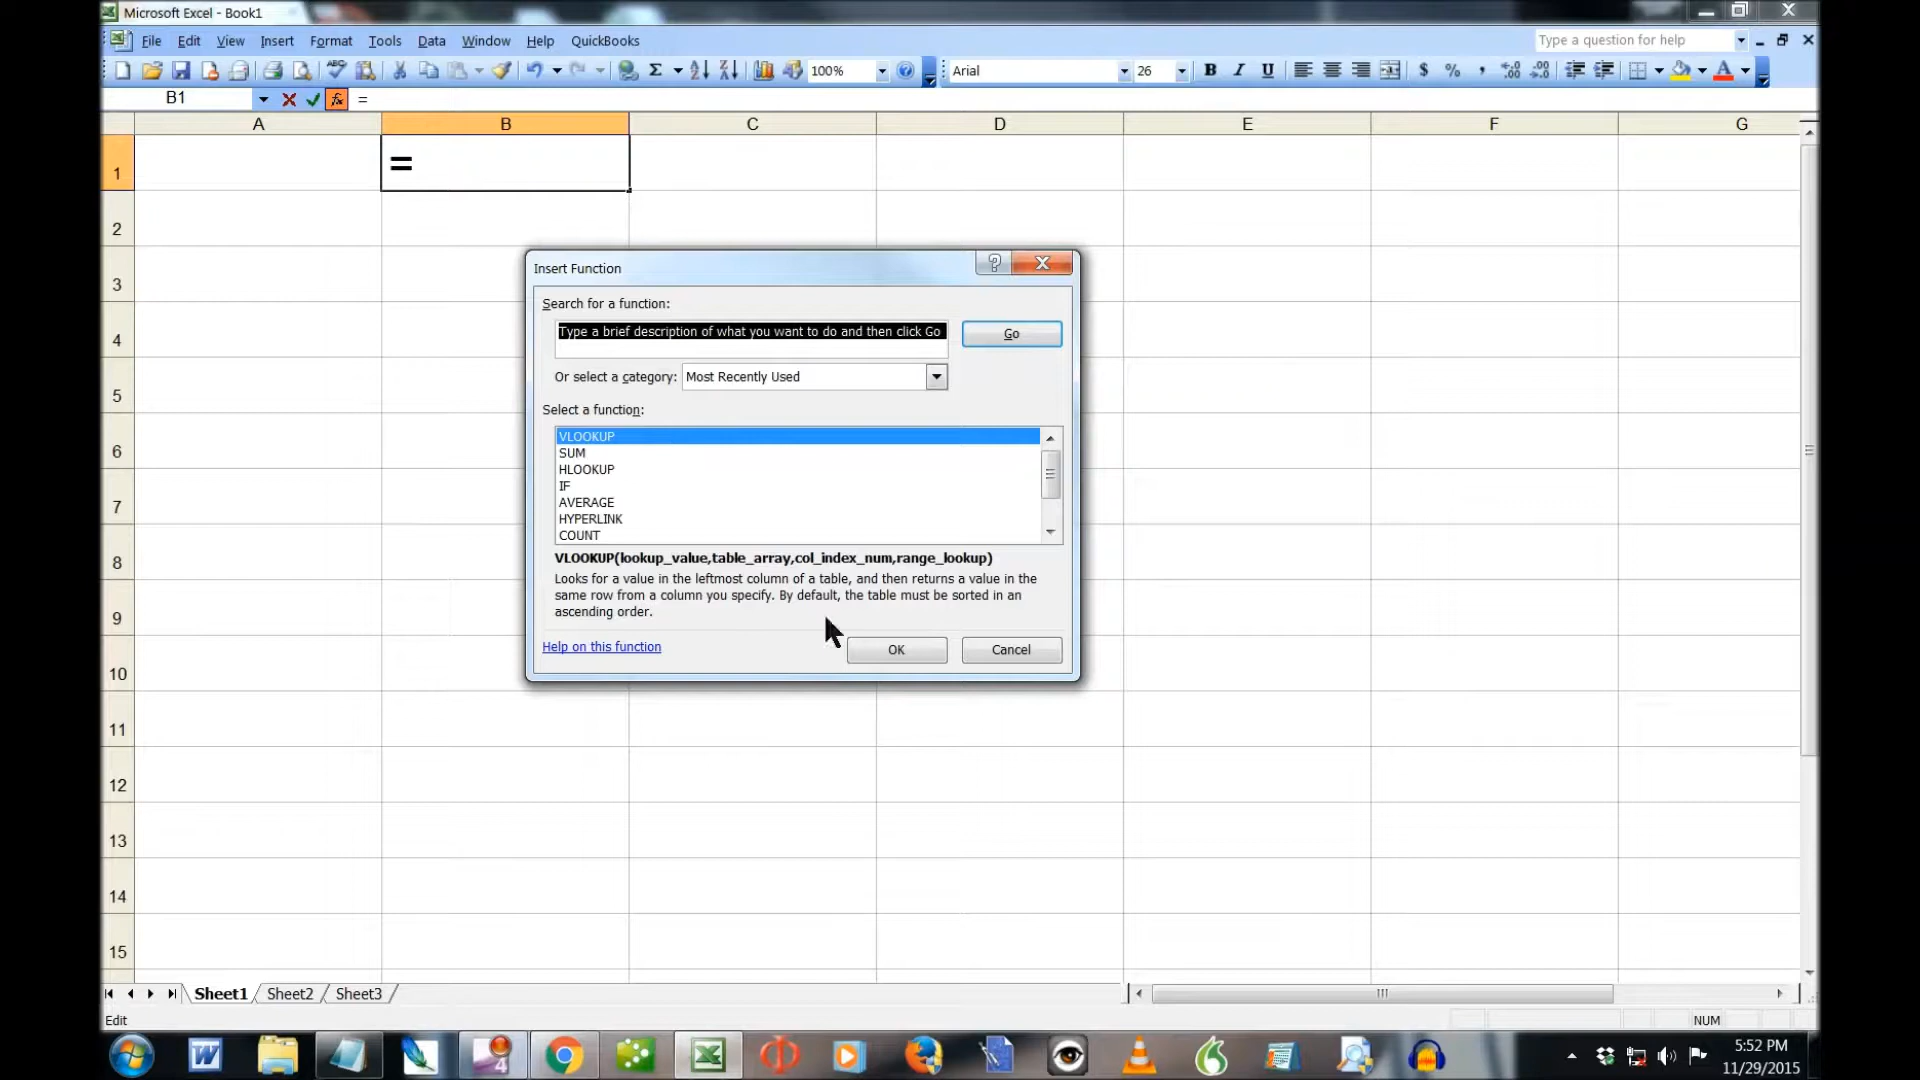 Microsoft Excel - Book1
File Edit View Insert Format Tools Data Window Help QuickBooks
Type a question for help
100%
Arial
26
B I U
$ %
B1
fx =
A B C D E F G
1
=
2
3
4
5
6
7
8
9
10
11
12
13
14
15
Insert Function
Search for a function:
Type a brief description of what you want to do and then click Go
Go
Or select a category: Most Recently Used
Select a function:
VLOOKUP
SUM
HLOOKUP
IF
AVERAGE
HYPERLINK
COUNT
VLOOKUP(lookup_value,table_array,col_index_num,range_lookup)
Looks for a value in the leftmost column of a table, and then returns a value in the
same row from a column you specify. By default, the table must be sorted in an
ascending order.
Help on this function
OK
Cancel
Sheet1 Sheet2 Sheet3
Edit
NUM
5:52 PM
11/29/2015